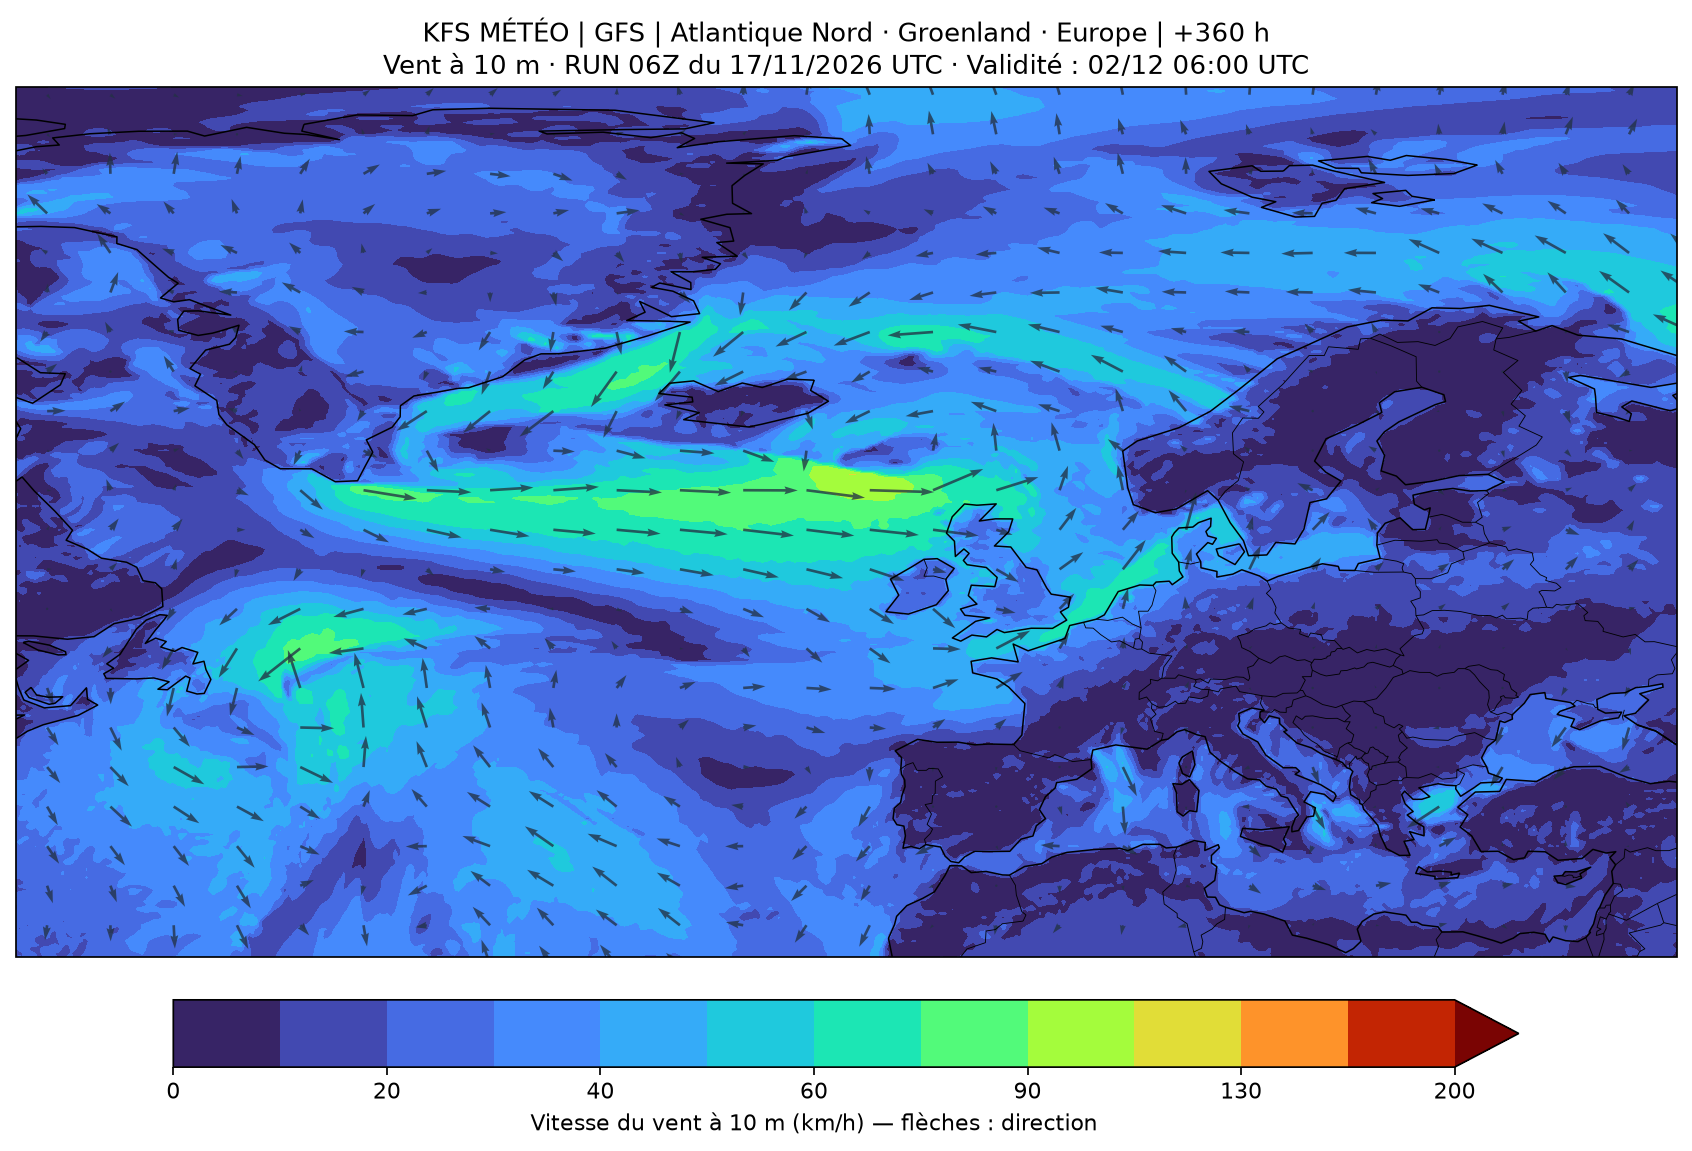 KFS MÉTÉO | GFS | Atlantique Nord · Groenland · Europe | +360 h
Vent à 10 m · RUN 06Z du 17/11/2026 UTC · Validité : 02/12 06:00 UTC
0 20 40 60 90 130 200
Vitesse du vent à 10 m (km/h) — flèches : direction